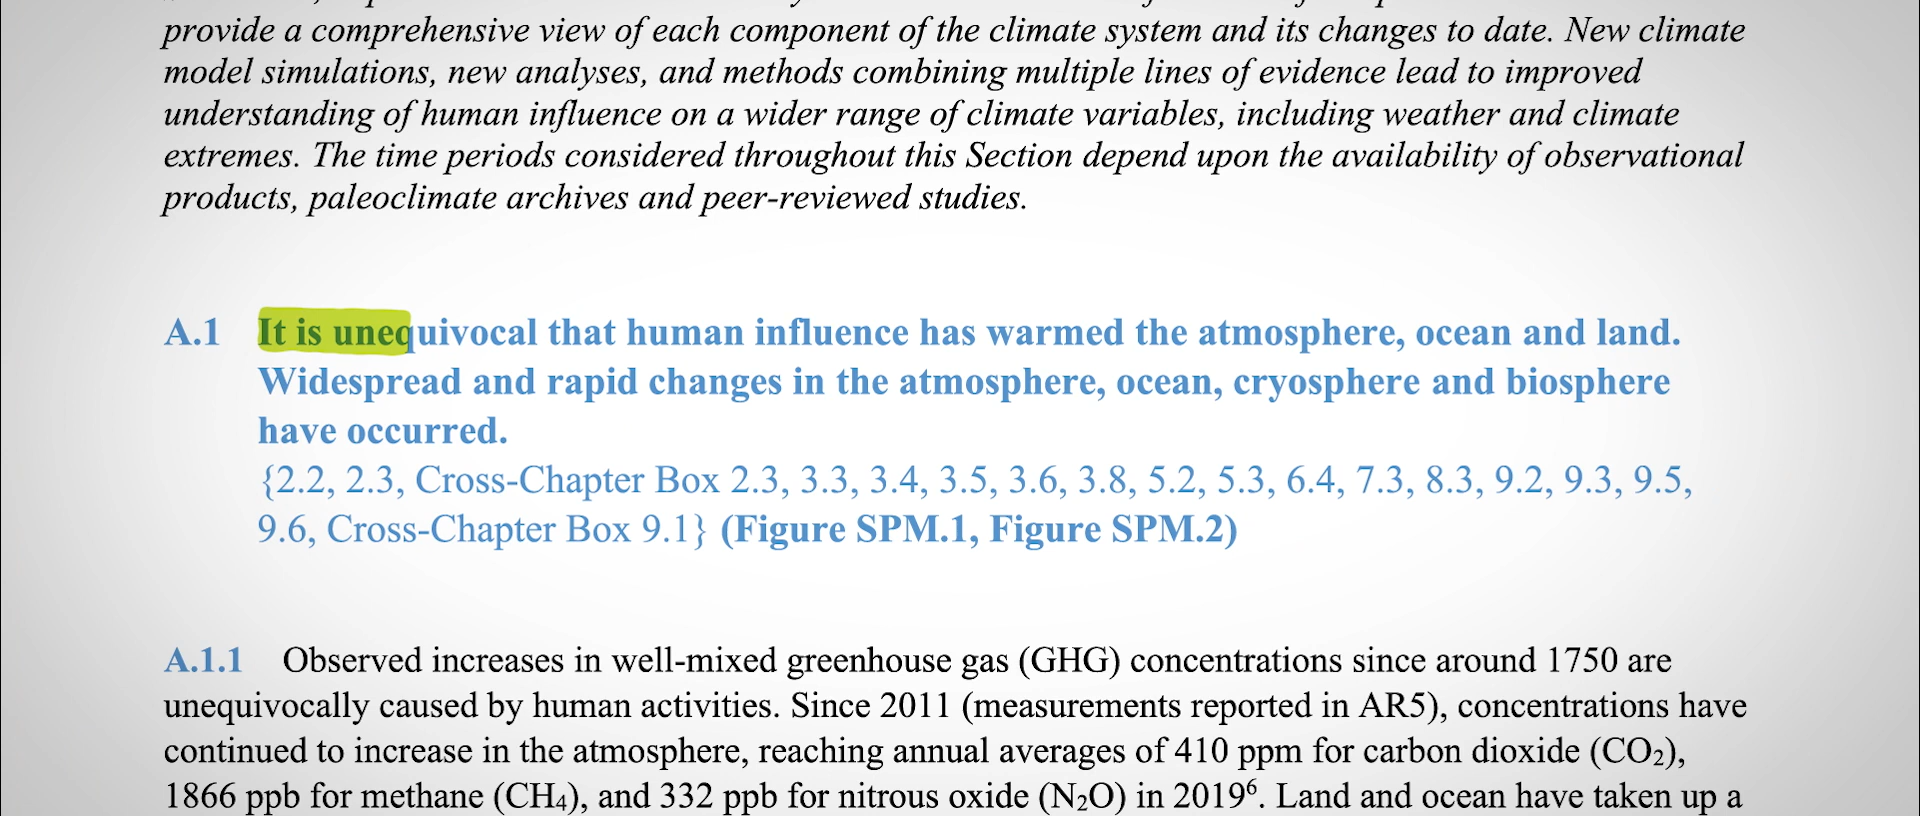 provide a comprehensive view of each component of the climate system and its changes to date. New climate
model simulations, new analyses, and methods combining multiple lines of evidence lead to improved
understanding of human influence on a wider range of climate variables, including weather and climate
extremes. The time periods considered throughout this Section depend upon the availability of observational
products, paleoclimate archives and peer-reviewed studies.
A.1 It is unequivocal that human influence has warmed the atmosphere, ocean and land.
Widespread and rapid changes in the atmosphere, ocean, cryosphere and biosphere
have occurred.
{2.2, 2.3, Cross-Chapter Box 2.3, 3.3, 3.4, 3.5, 3.6, 3.8, 5.2, 5.3, 6.4, 7.3, 8.3, 9.2, 9.3, 9.5,
9.6, Cross-Chapter Box 9.1} (Figure SPM.1, Figure SPM.2)
A.1.1 Observed increases in well-mixed greenhouse gas (GHG) concentrations since around 1750 are
unequivocally caused by human activities. Since 2011 (measurements reported in AR5), concentrations have
continued to increase in the atmosphere, reaching annual averages of 410 ppm for carbon dioxide (CO₂),
1866 ppb for methane (CH₄), and 332 ppb for nitrous oxide (N₂O) in 2019⁶. Land and ocean have taken up a